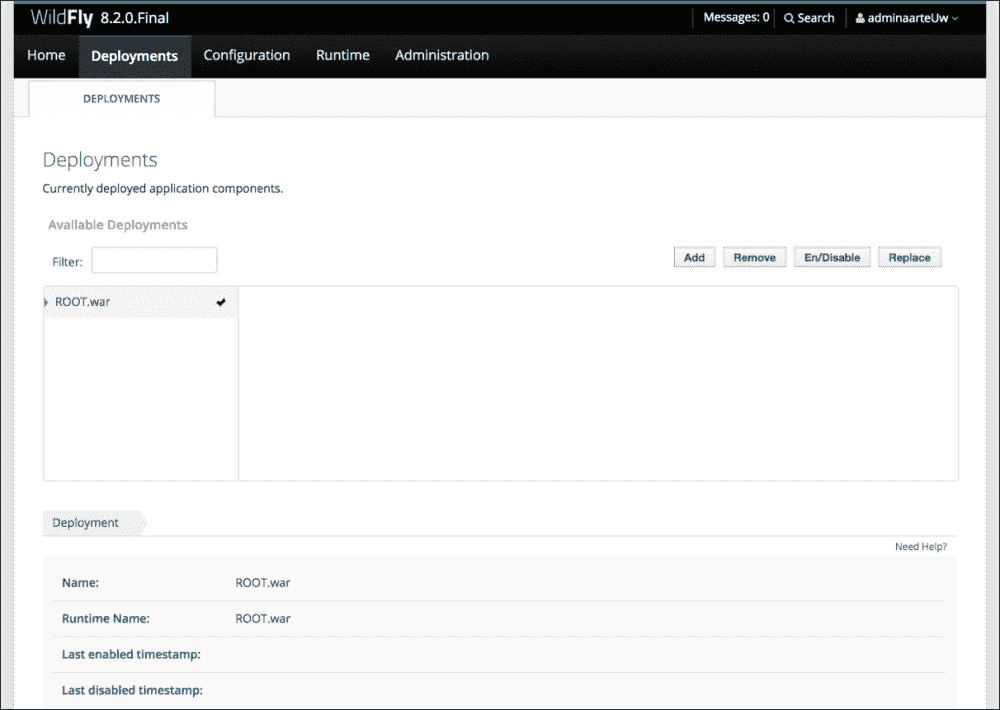 WildFly 8.2.0.Final Messages: 0 Search adminaarteUw
Home Deployments Configuration Runtime Administration
DEPLOYMENTS
Deployments
Currently deployed application components.
Available Deployments
Filter: Add Remove En/Disable Replace
ROOT.war
Deployment
Need Help?
Name: ROOT.war
Runtime Name: ROOT.war
Last enabled timestamp:
Last disabled timestamp: